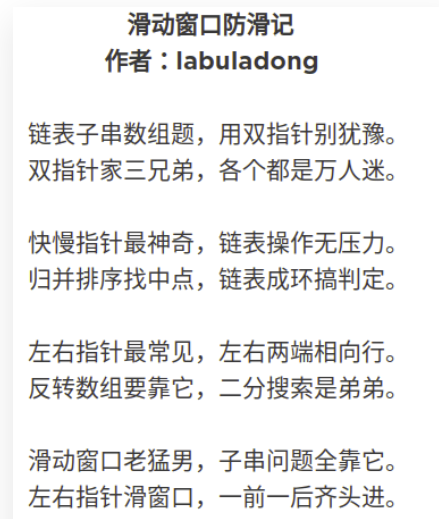 滑动窗口防滑记
作者：labuladong
链表子串数组题，用双指针别犹豫。
双指针家三兄弟，各个都是万人迷。
快慢指针最神奇，链表操作无压力。
归并排序找中点，链表成环搞判定。
左右指针最常见，左右两端相向行。
反转数组要靠它，二分搜索是弟弟。
滑动窗口老猛男，子串问题全靠它。
左右指针滑窗口，一前一后齐头进。